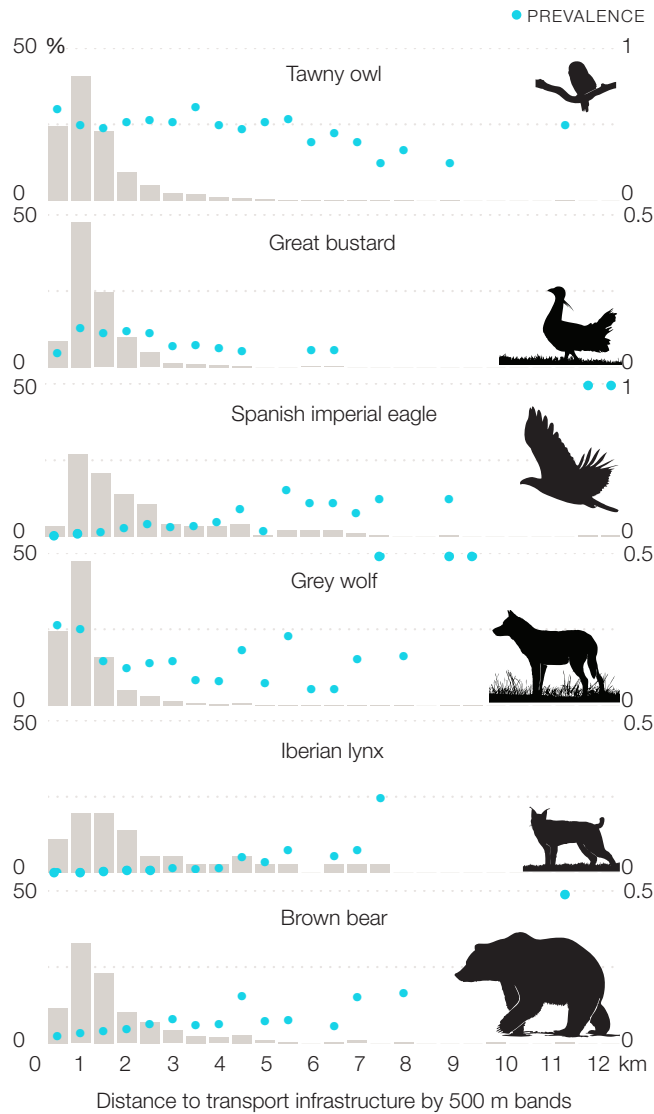 PREVALENCE
50 % 1
Tawny owl
0 0
50 0.5
Great bustard
0 0
50 1
Spanish imperial eagle
0 0
50 0.5
Grey wolf
0 0
50 0.5
Iberian lynx
0 0
50 0.5
Brown bear
0 0
0 1 2 3 4 5 6 7 8 9 10 11 12 km
Distance to transport infrastructure by 500 m bands